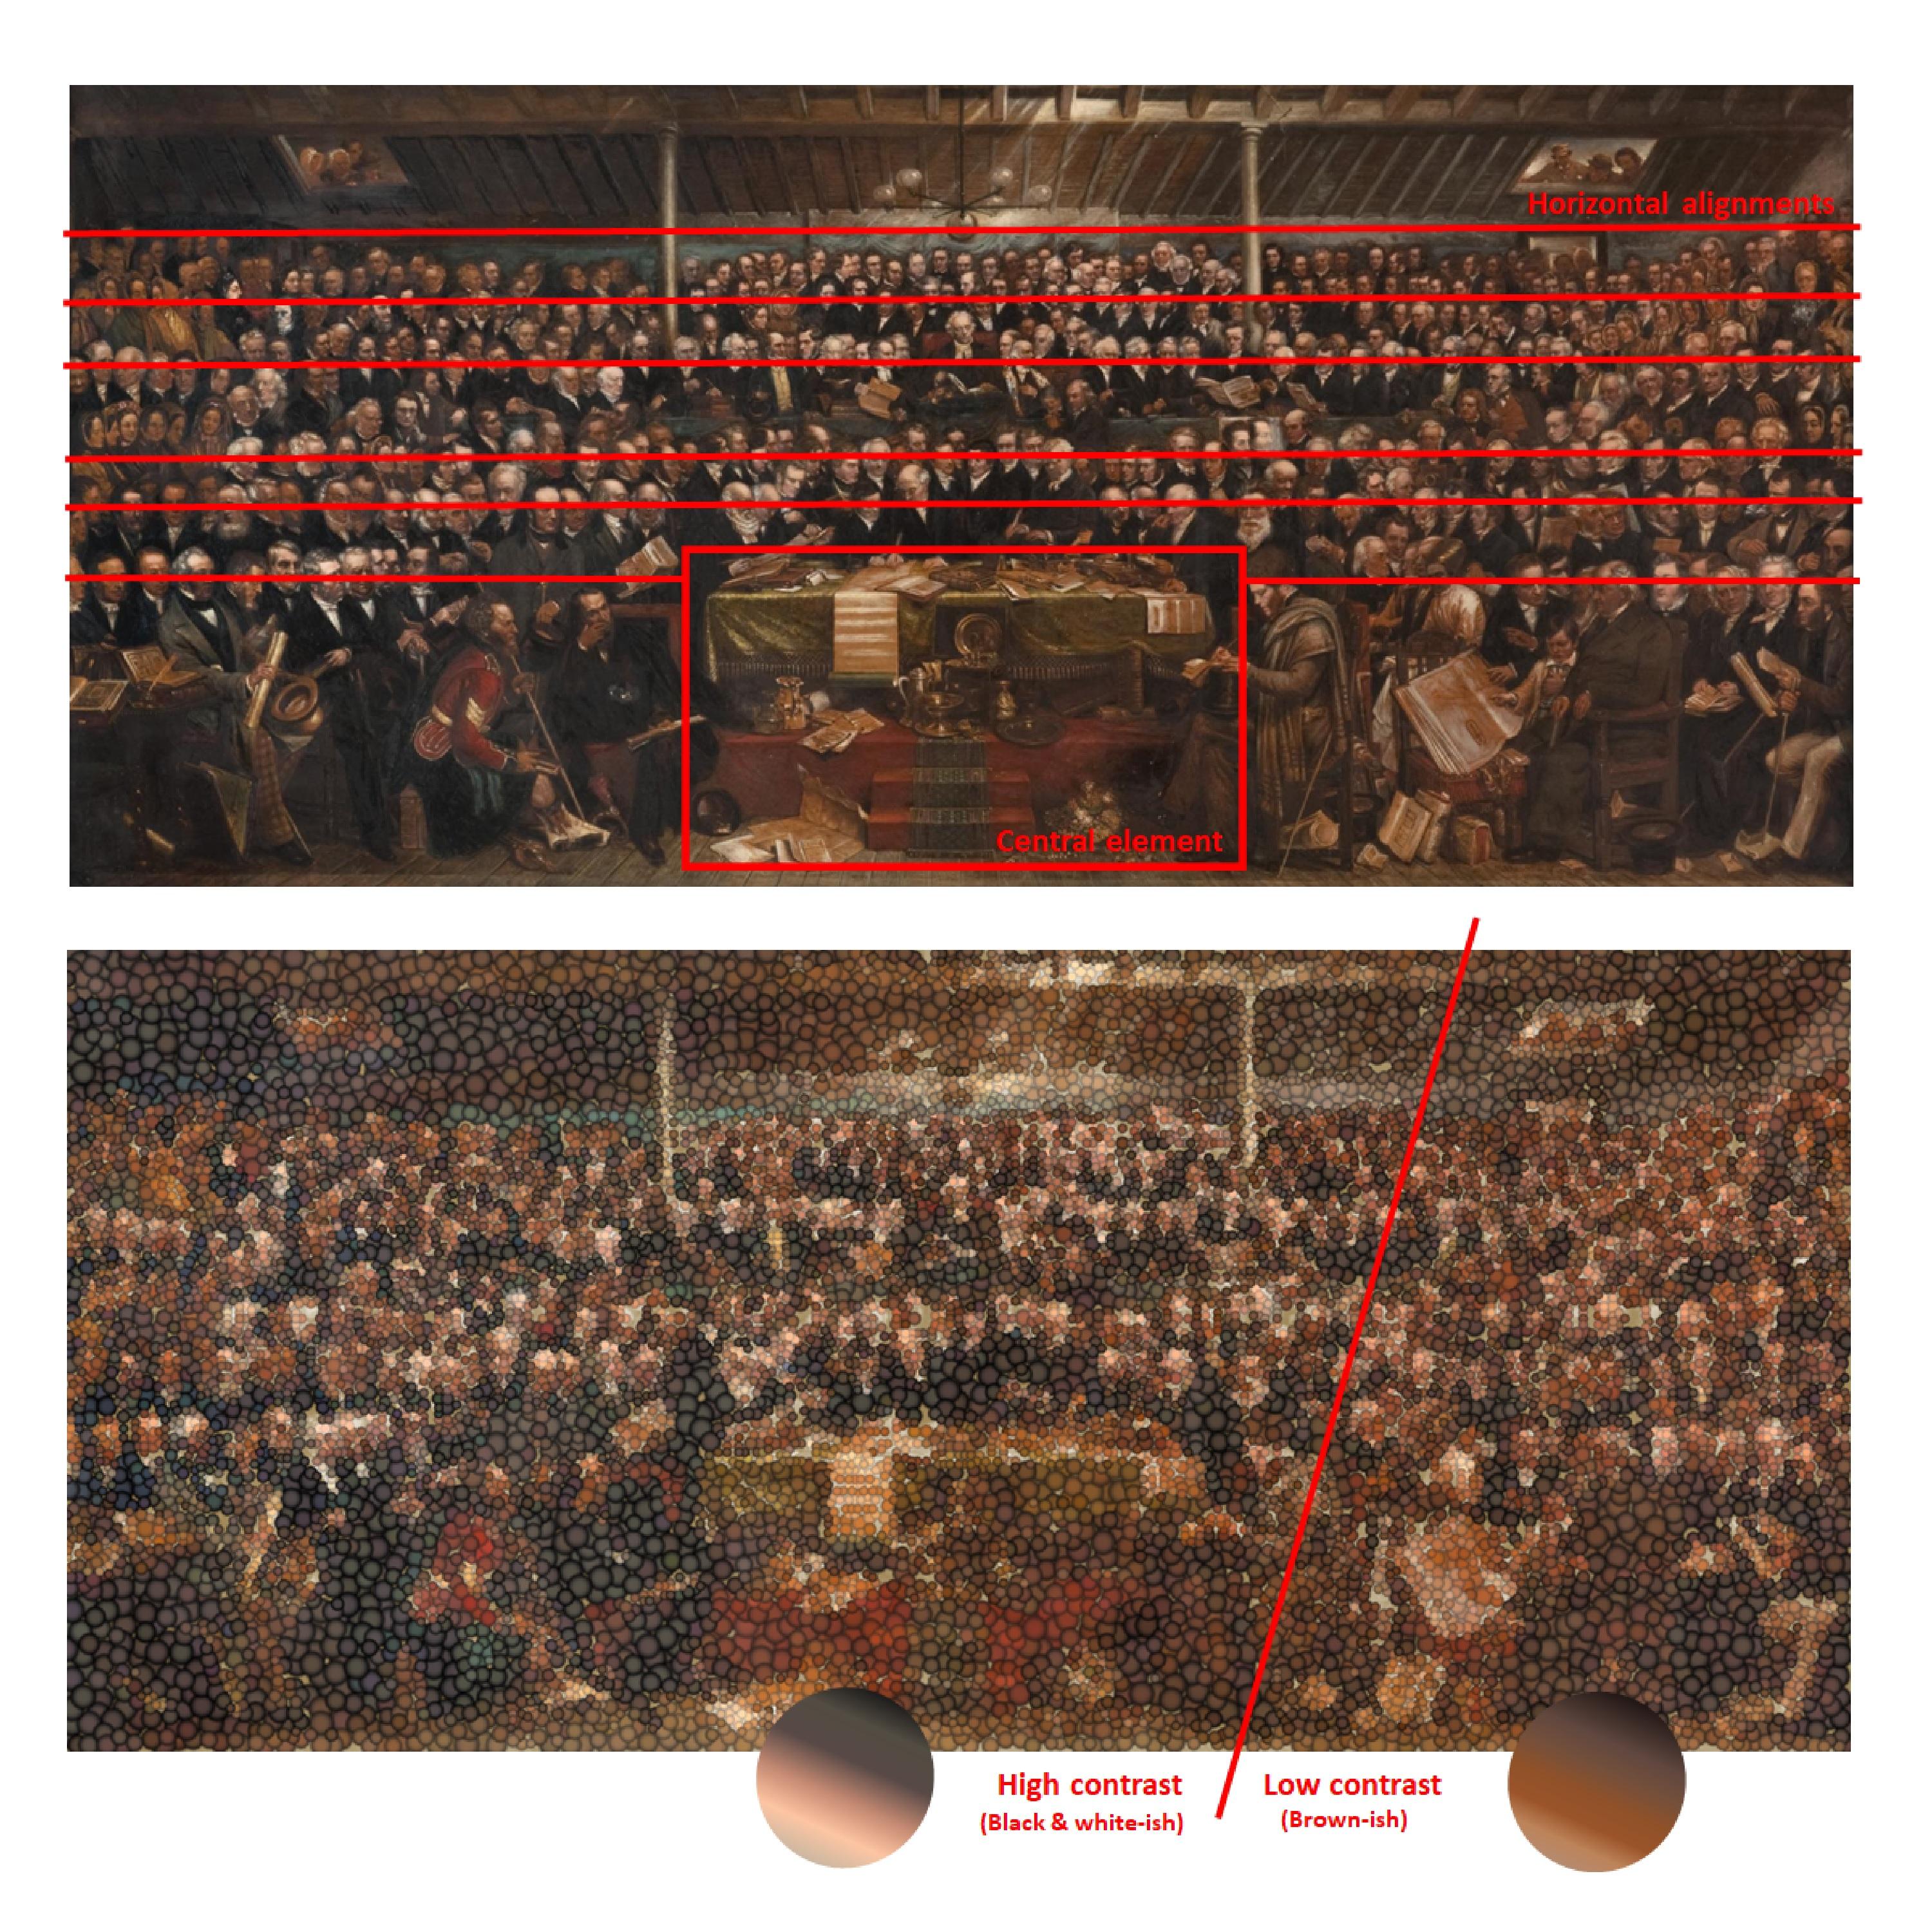 Horizontal alignments
Central element
High contrast
(Black & white-ish)
Low contrast
(Brown-ish)